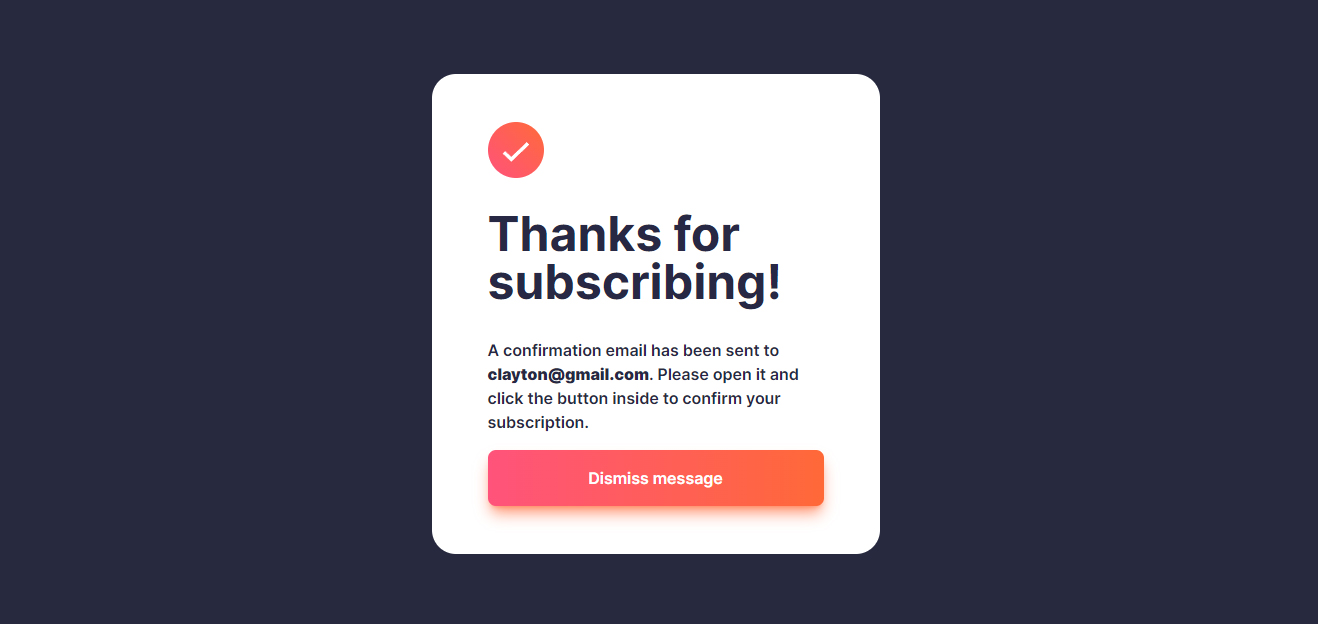 Thanks for
subscribing!
A confirmation email has been sent to
clayton@gmail.com. Please open it and
click the button inside to confirm your
subscription.
Dismiss message